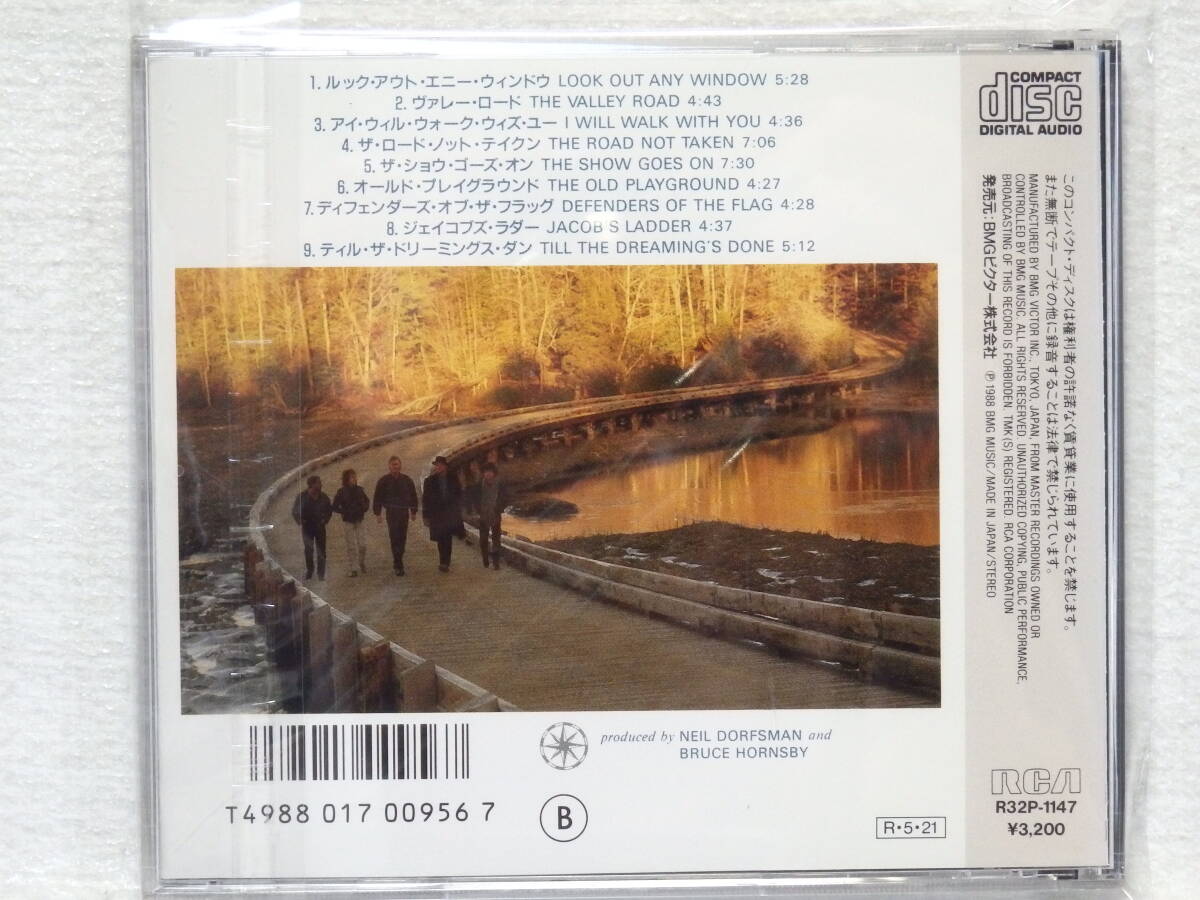 1. ルック・アウト・エニー・ウィンドウ LOOK OUT ANY WINDOW 5:28
2. ヴァレー・ロード THE VALLEY ROAD 4:43
3. アイ・ウィル・ウォーク・ウィズ・ユー I WILL WALK WITH YOU 4:36
4. ザ・ロード・ノット・テイクン THE ROAD NOT TAKEN 7:06
5. ザ・ショウ・ゴーズ・オン THE SHOW GOES ON 7:30
6. オールド・プレイグラウンド THE OLD PLAYGROUND 4:27
7. ディフェンダーズ・オブ・ザ・フラッグ DEFENDERS OF THE FLAG 4:28
8. ジェイコブズ・ラダー JACOB'S LADDER 4:37
9. ティル・ザ・ドリーミングス・ダン TILL THE DREAMING'S DONE 5:12
COMPACT
disc
DIGITAL AUDIO
このコンパクト・ディスクは権利者の許諾なく賃貸業に使用することを禁じます。
また無断でテープその他に録音することは法律で禁じられています。
MANUFACTURED BY BMG VICTOR INC., TOKYO, JAPAN, FROM MASTER RECORDINGS OWNED OR
CONTROLLED BY BMG MUSIC. ALL RIGHTS RESERVED. UNAUTHORIZED COPYING, PUBLIC PERFORMANCE,
BROADCASTING OF THIS RECORD IS FORBIDDEN. TMK(S) REGISTERED. RCA CORPORATION
発売元:BMGビクター株式会社 ℗ 1988 BMG MUSIC/MADE IN JAPAN/STEREO
produced by NEIL DORFSMAN and
BRUCE HORNSBY
T4988 017 00956 7
B
R・5・21
RCA
R32P-1147
¥3,200